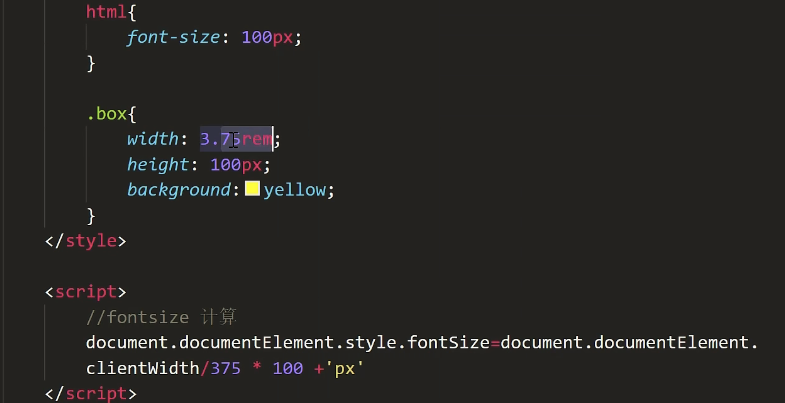 html{
font-size: 100px;
}
.box{
width: 3.75rem;
height: 100px;
background: yellow;
}
</style>
<script>
//fontsize 计算
document.documentElement.style.fontSize=document.documentElement.
clientWidth/375 * 100 +'px'
</script>